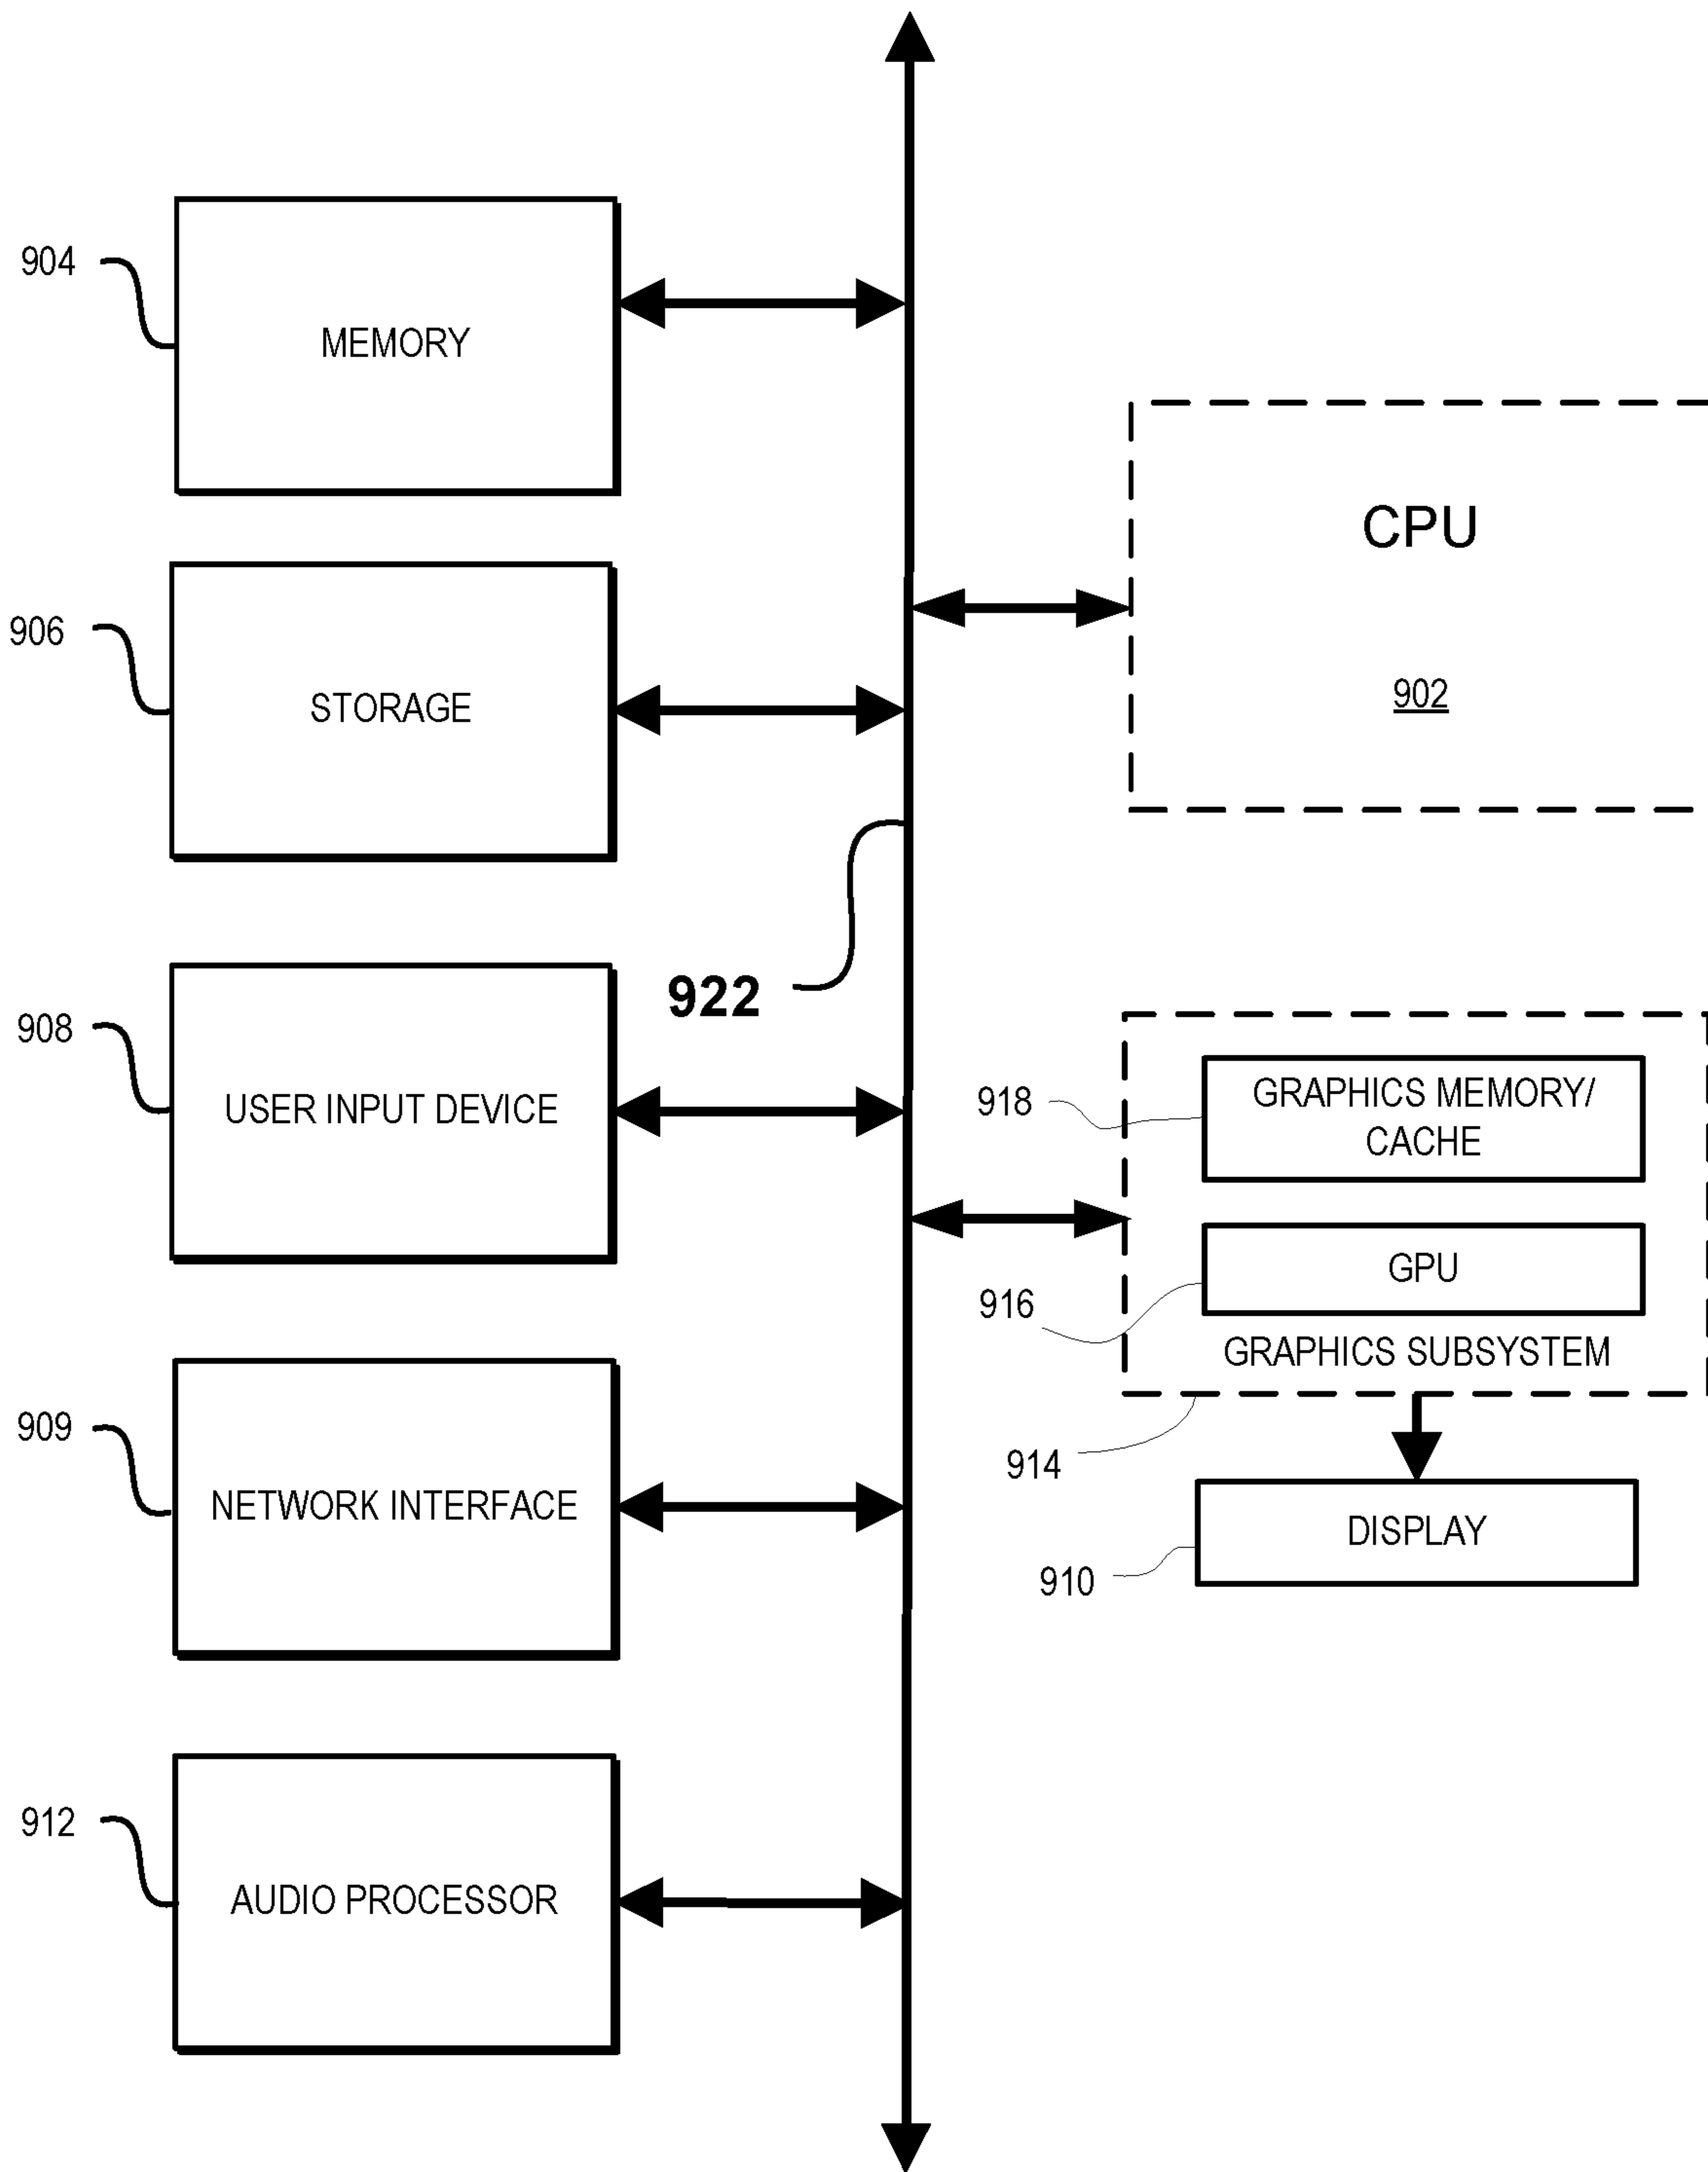 904
MEMORY
906
STORAGE
908
USER INPUT DEVICE
909
NETWORK INTERFACE
912
AUDIO PROCESSOR
922
CPU
902
918
GRAPHICS MEMORY/
CACHE
916
GPU
GRAPHICS SUBSYSTEM
914
DISPLAY
910